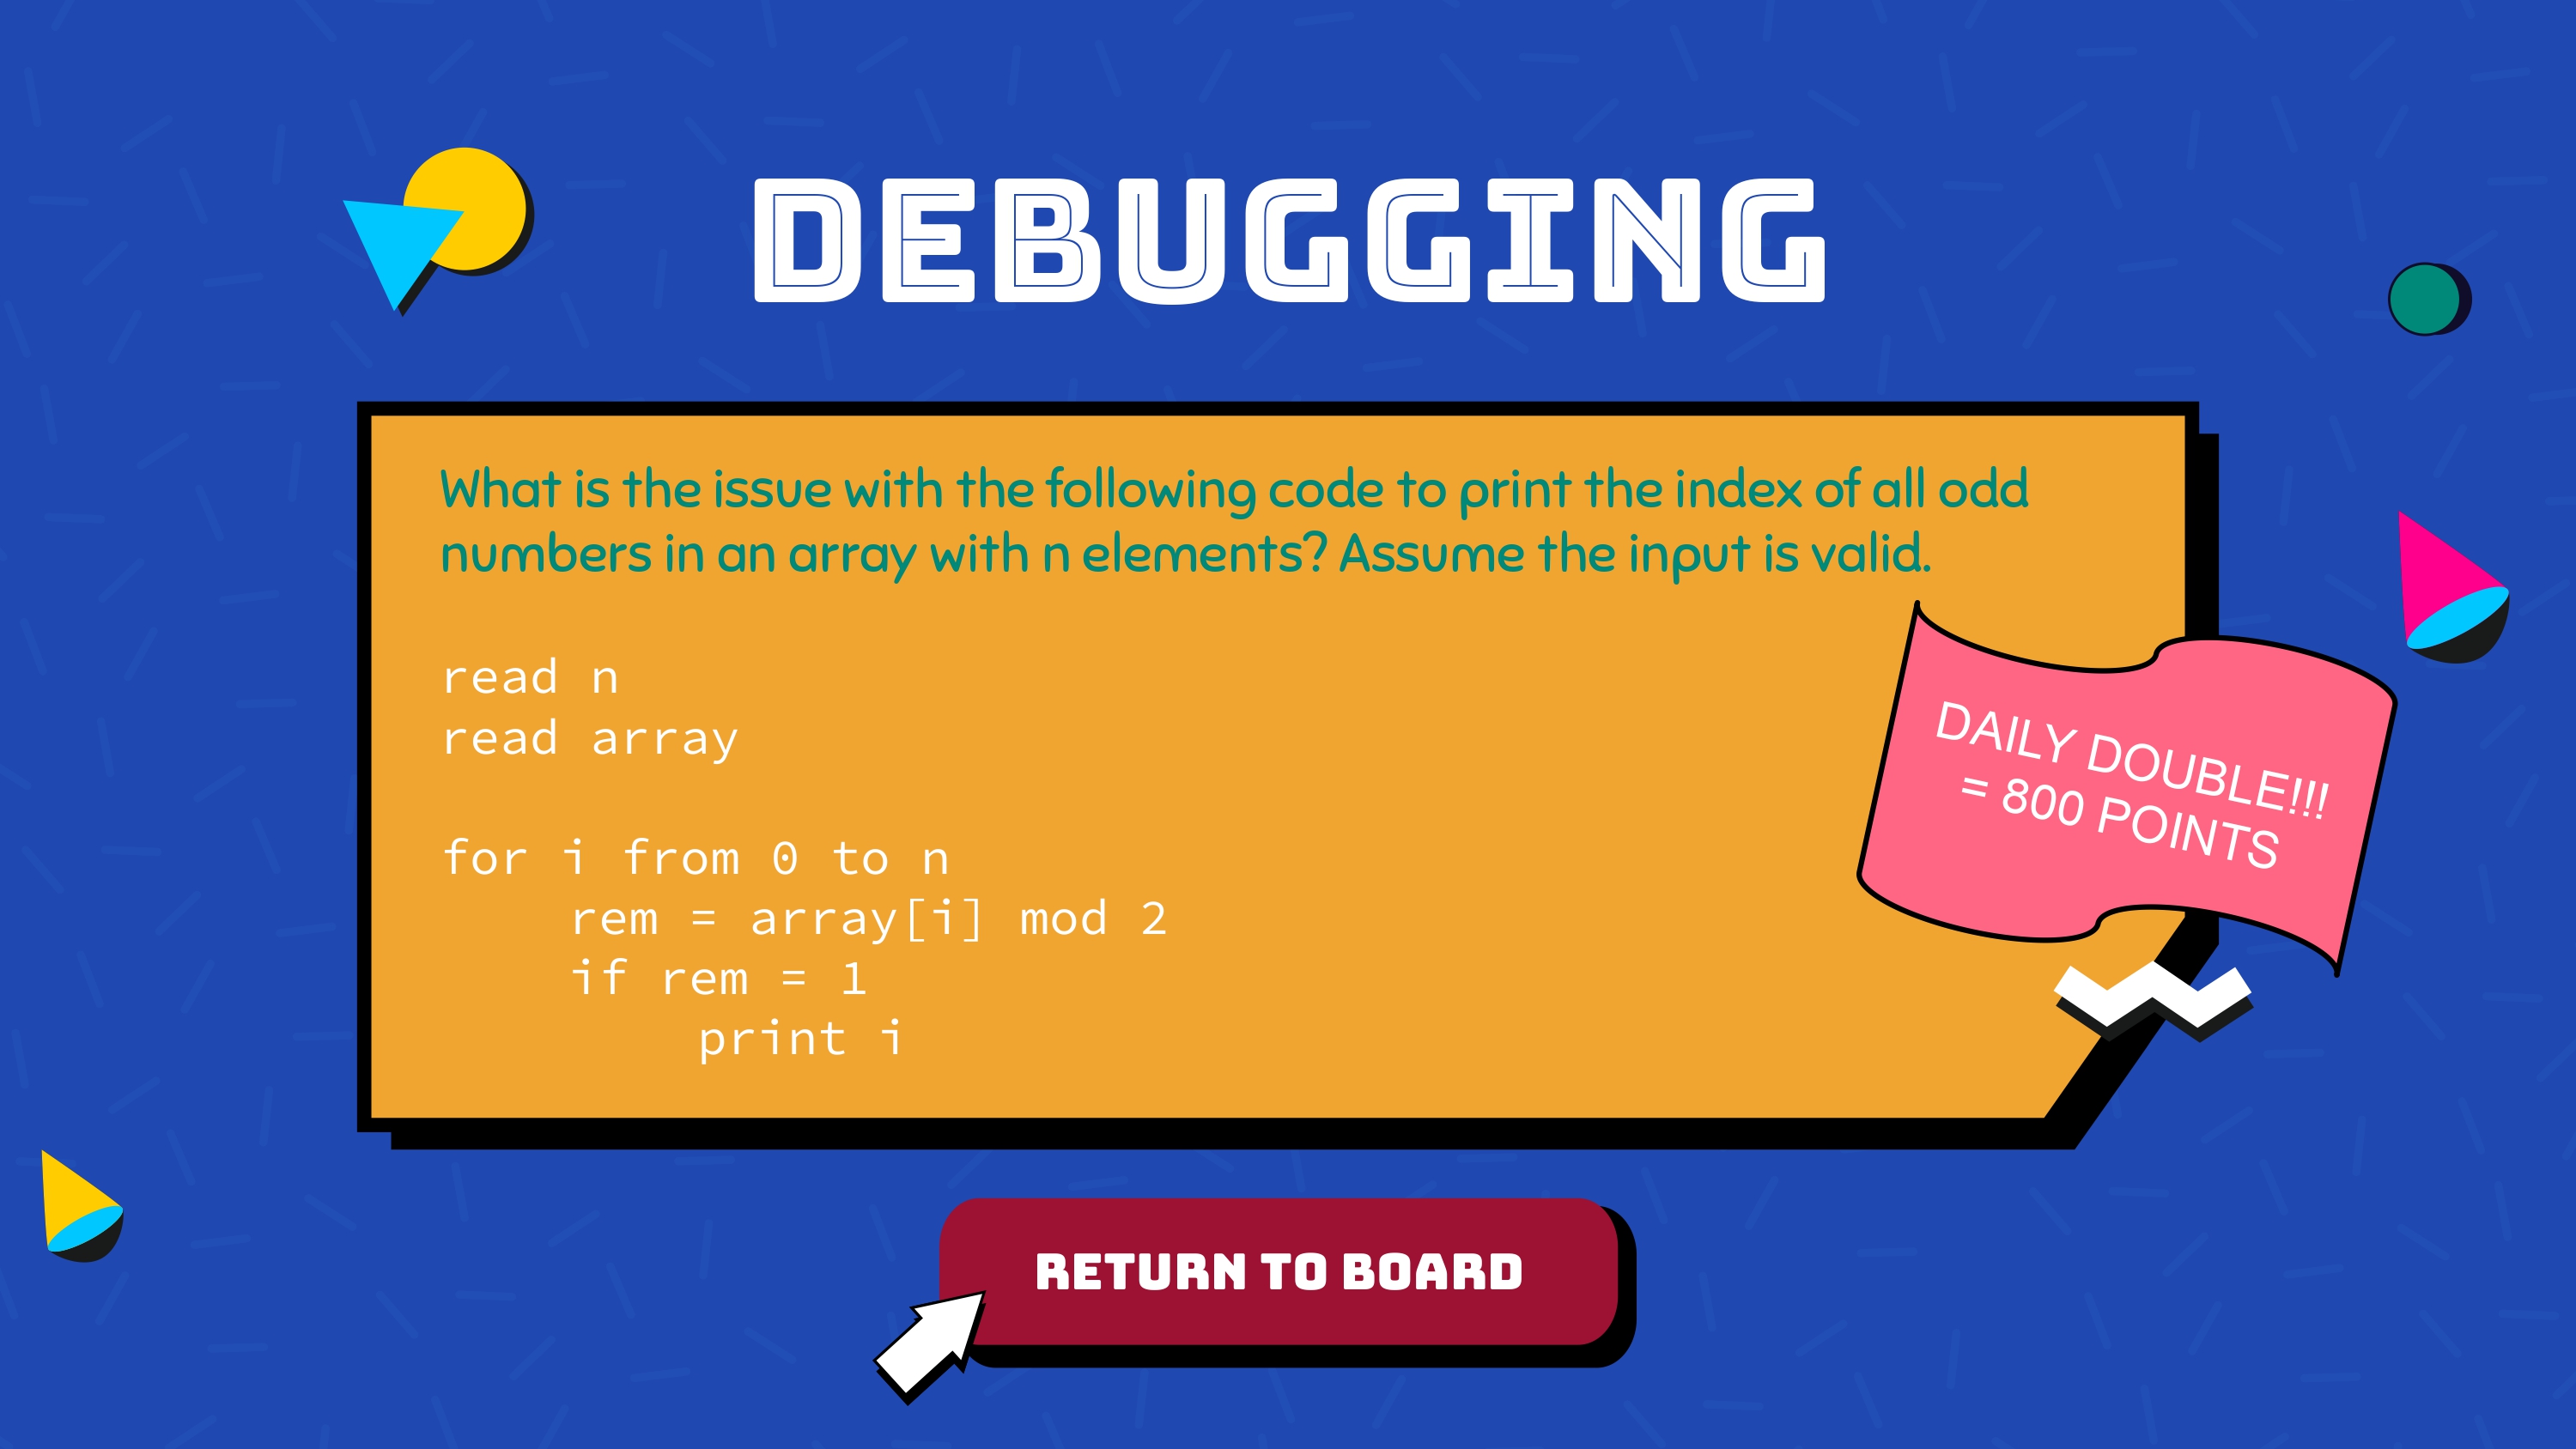 DEBUGGING
What is the issue with the following code to print the index of all odd
numbers in an array with n elements? Assume the input is valid.
read n
read array
for i from 0 to n
rem = array[i] mod 2
if rem = 1
print i
DAILY DOUBLE!!!
= 800 POINTS
RETURN TO BOARD